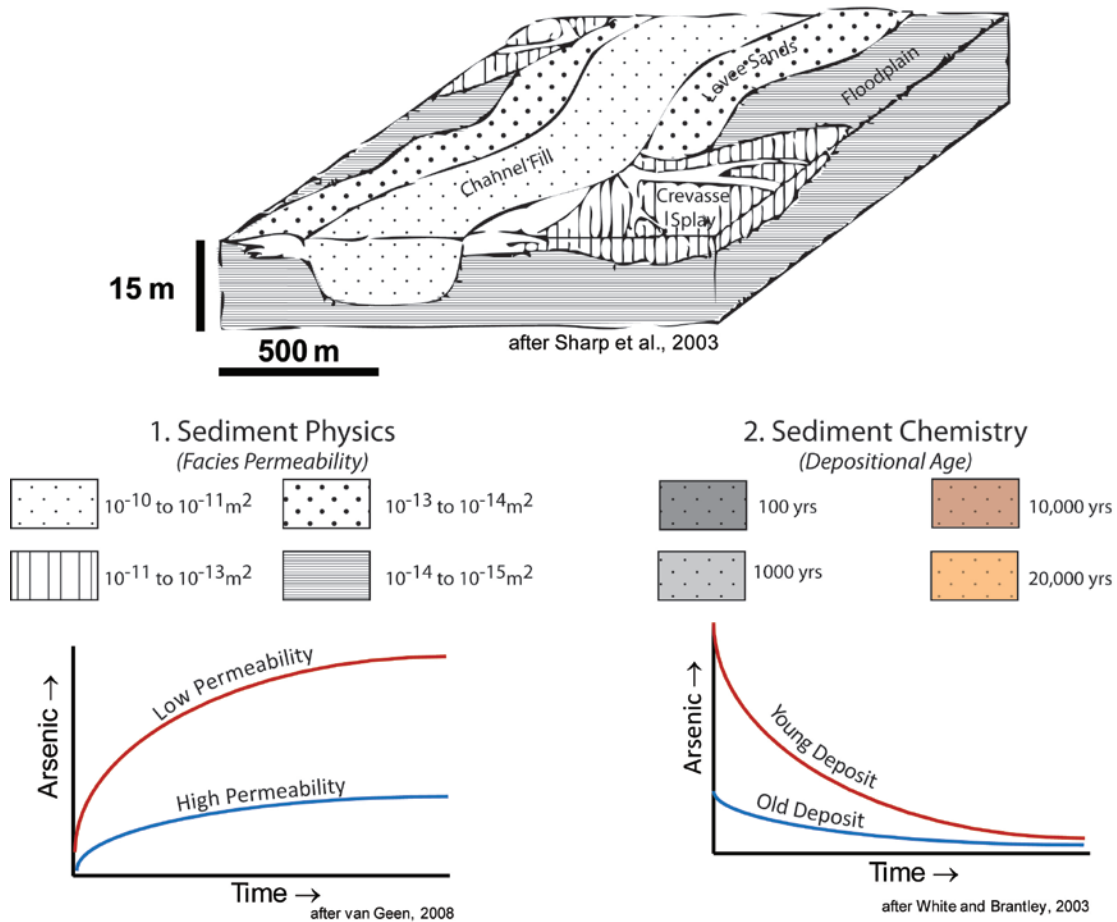 Levee Sands
Floodplain
Channel Fill
Crevasse
Splay
15 m
500 m
after Sharp et al., 2003
1. Sediment Physics
(Facies Permeability)
10⁻¹⁰ to 10⁻¹¹m²
10⁻¹³ to 10⁻¹⁴m²
10⁻¹¹ to 10⁻¹³m²
10⁻¹⁴ to 10⁻¹⁵m²
Arsenic →
Low Permeability
High Permeability
Time →
after van Geen, 2008
2. Sediment Chemistry
(Depositional Age)
100 yrs
10,000 yrs
1000 yrs
20,000 yrs
Arsenic →
Young Deposit
Old Deposit
Time →
after White and Brantley, 2003